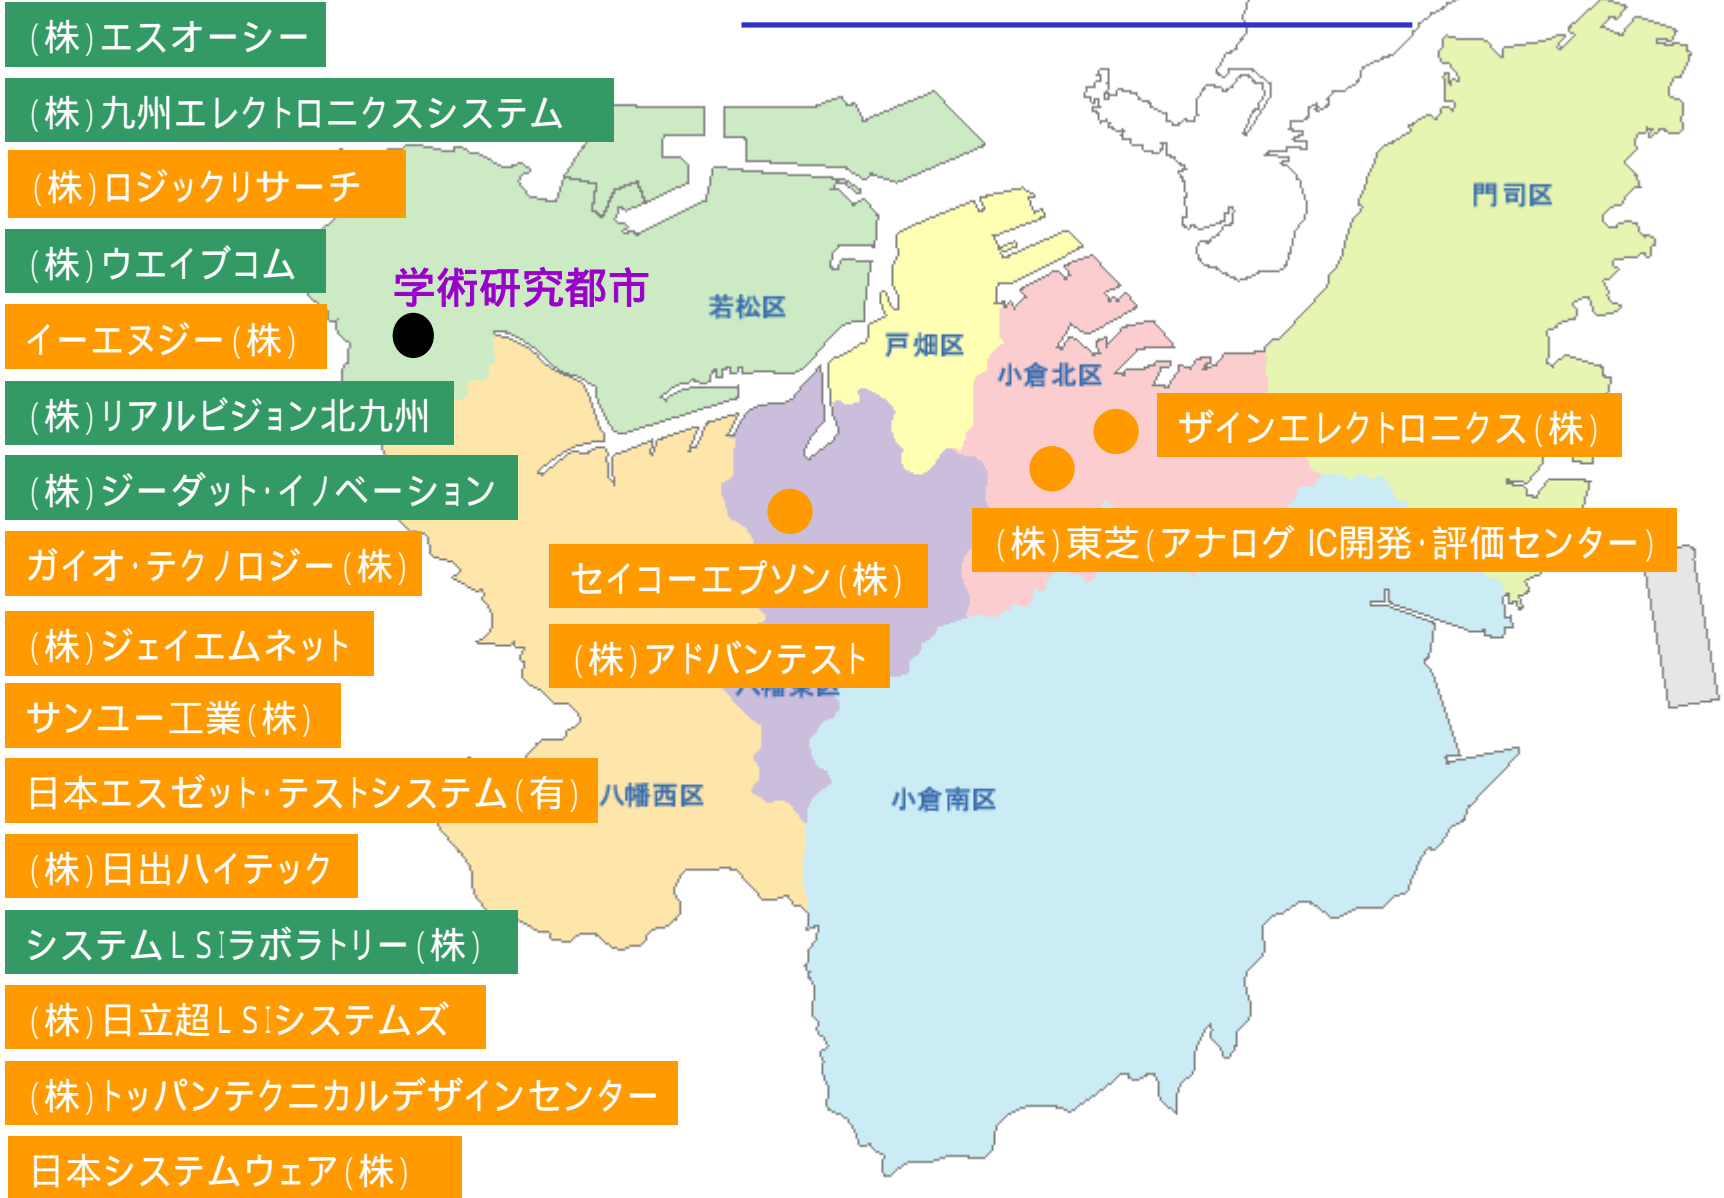 (株)エスオーシー
(株)九州エレクトロニクスシステム
(株)ロジックリサーチ
(株)ウエイブコム
イーエヌジー(株)
(株)リアルビジョン北九州
(株)ジーダット・イノベーション
ガイオ・テクノロジー(株)
(株)ジェイエムネット
サンユー工業(株)
日本エスゼット・テストシステム(有)
(株)日出ハイテック
システムLSIラボラトリー(株)
(株)日立超LSIシステムズ
(株)トッパンテクニカルデザインセンター
日本システムウェア(株)
学術研究都市
若松区
戸畑区
小倉北区
門司区
ザインエレクトロニクス(株)
(株)東芝(アナログ IC開発・評価センター)
セイコーエプソン(株)
(株)アドバンテスト
八幡東区
八幡西区
小倉南区